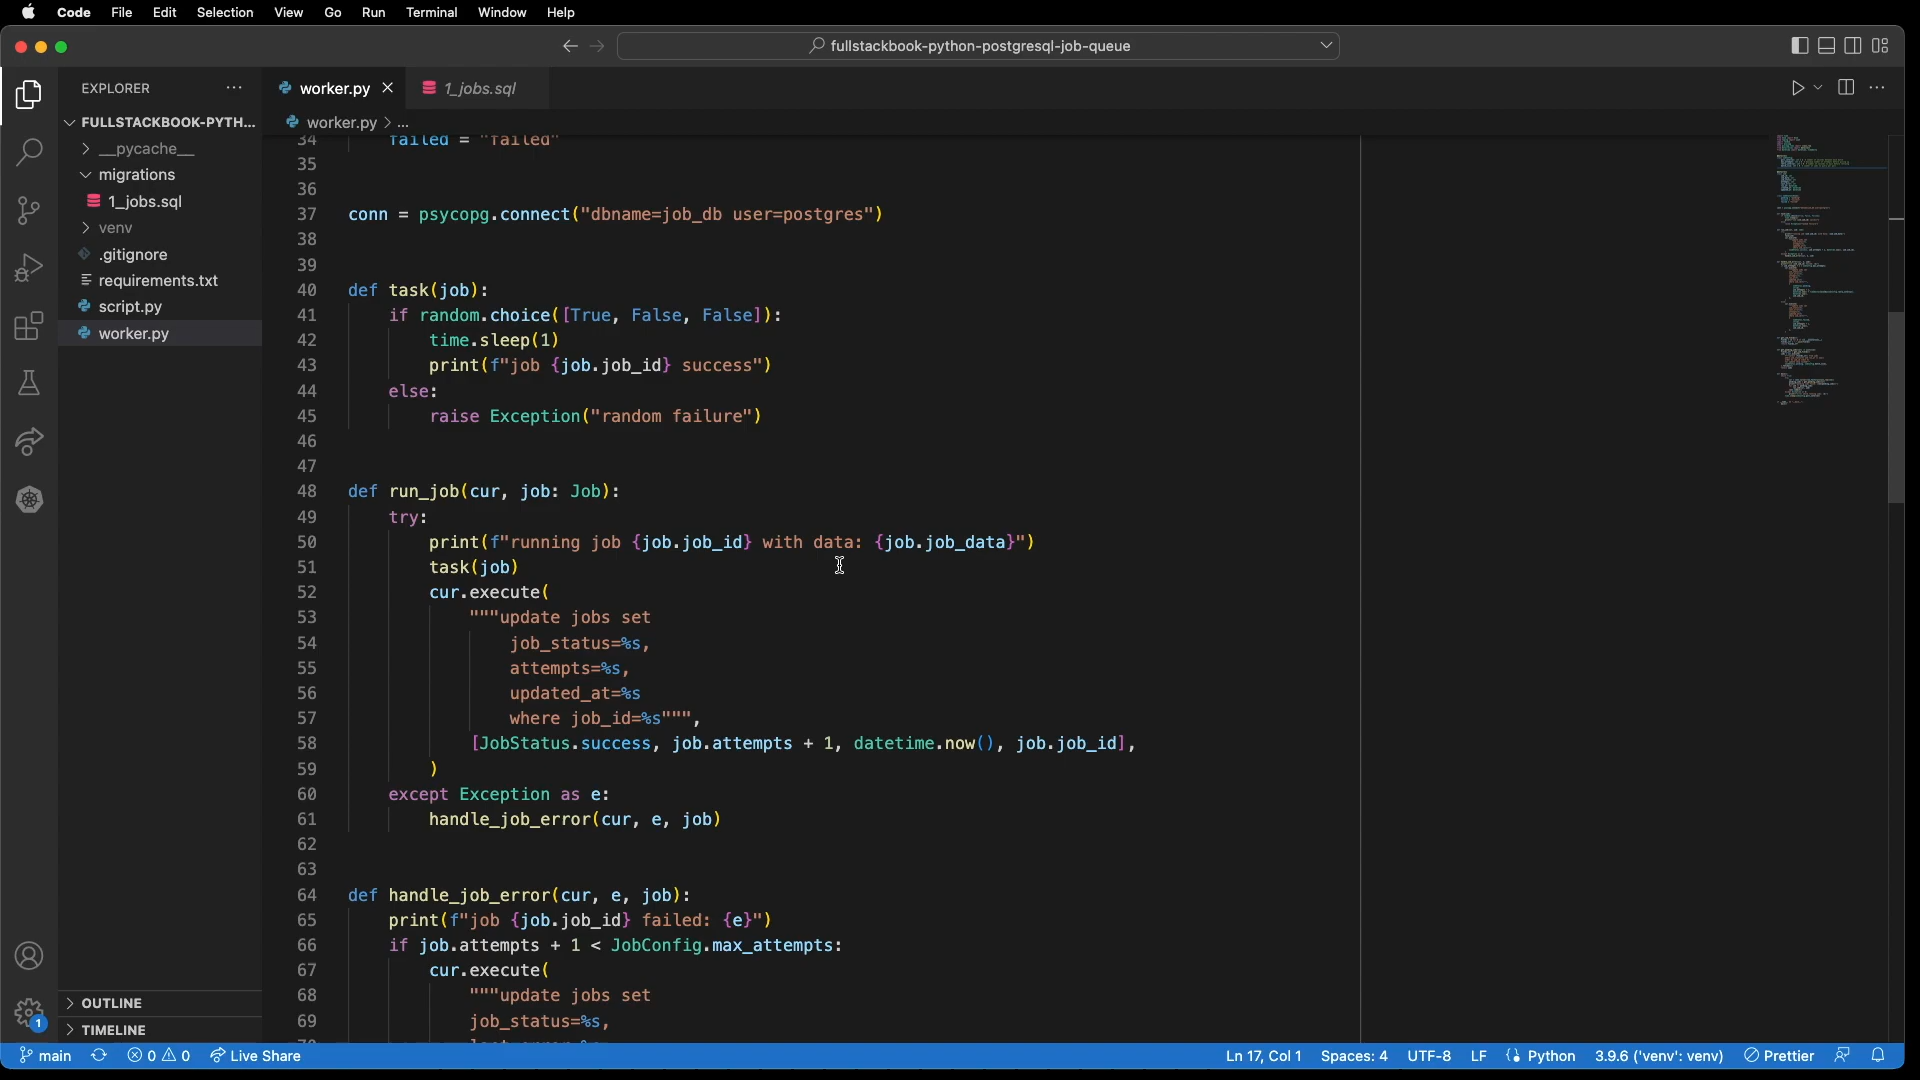 Code File Edit Selection View Go Run Terminal Window Help
fullstackbook-python-postgresql-job-queue
EXPLORER
worker.py
1_jobs.sql
FULLSTACKBOOK-PYTH...
worker.py > ...
__pycache__
migrations
1_jobs.sql
venv
.gitignore
requirements.txt
script.py
worker.py
OUTLINE
TIMELINE
34 failed = "failed"
35
36
37 conn = psycopg.connect("dbname=job_db user=postgres")
38
39
40 def task(job):
41 if random.choice([True, False, False]):
42 time.sleep(1)
43 print(f"job {job.job_id} success")
44 else:
45 raise Exception("random failure")
46
47
48 def run_job(cur, job: Job):
49 try:
50 print(f"running job {job.job_id} with data: {job.job_data}")
51 task(job)
52 cur.execute(
53 """update jobs set
54 job_status=%s,
55 attempts=%s,
56 updated_at=%s
57 where job_id=%s""",
58 [JobStatus.success, job.attempts + 1, datetime.now(), job.job_id],
59 )
60 except Exception as e:
61 handle_job_error(cur, e, job)
62
63
64 def handle_job_error(cur, e, job):
65 print(f"job {job.job_id} failed: {e}")
66 if job.attempts + 1 < JobConfig.max_attempts:
67 cur.execute(
68 """update jobs set
69 job_status=%s,
1
main 0 0 Live Share Ln 17, Col 1 Spaces: 4 UTF-8 LF Python 3.9.6 ('venv': venv) Prettier